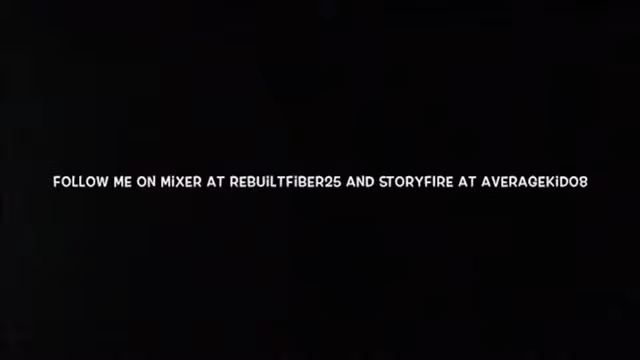 FOLLOW ME ON MiXER AT REBUiLTFiBER25 AND STORYFIRE AT AVERAGEKiD08